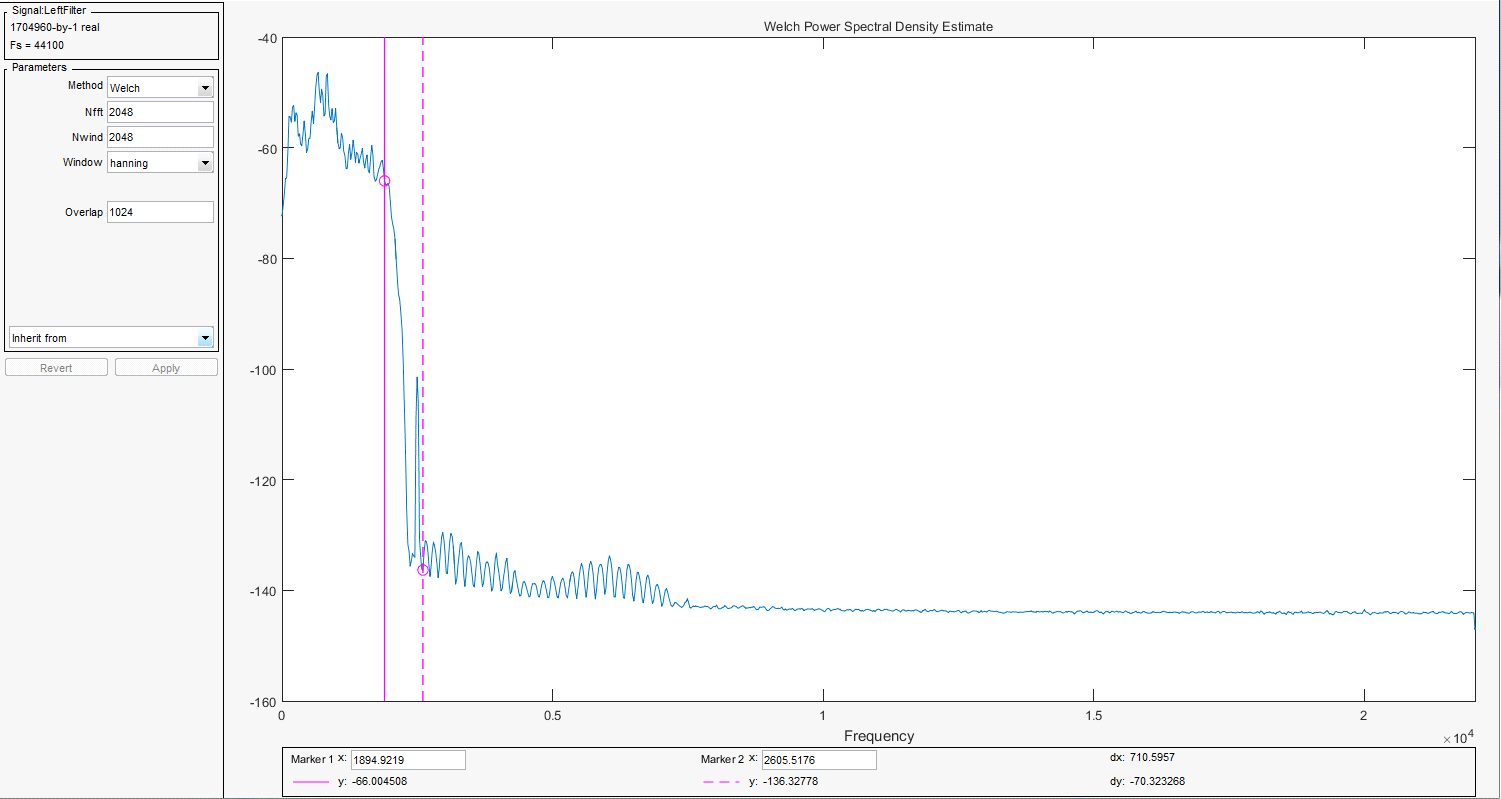 Signal:LeftFilter
1704960-by-1 real
Fs = 44100
Parameters
Method Welch
Nfft 2048
Nwind 2048
Window hanning
Overlap 1024
Inherit from
Revert Apply
Welch Power Spectral Density Estimate
-40
-60
-80
-100
-120
-140
-160
0 0.5 1 1.5 2
×10⁴
Frequency
Marker 1 x: 1894.9219 Marker 2 x: 2605.5176 dx: 710.5957
y: -66.004508 y: -136.32778 dy: -70.323268